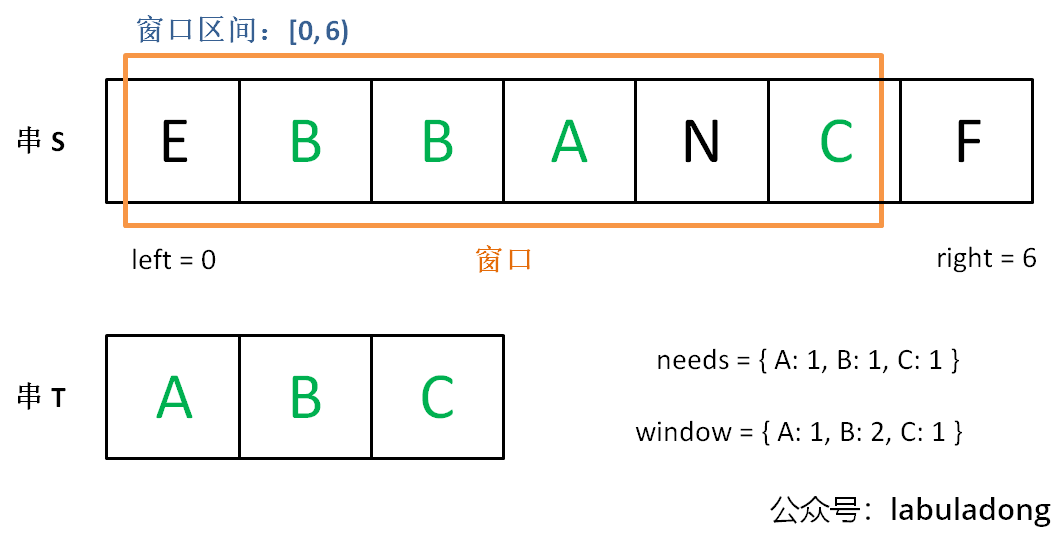 窗口区间：[0, 6)
串 S E B B A N C F
left = 0 窗口 right = 6
串 T A B C
needs = { A: 1, B: 1, C: 1 }
window = { A: 1, B: 2, C: 1 }
公众号：labuladong